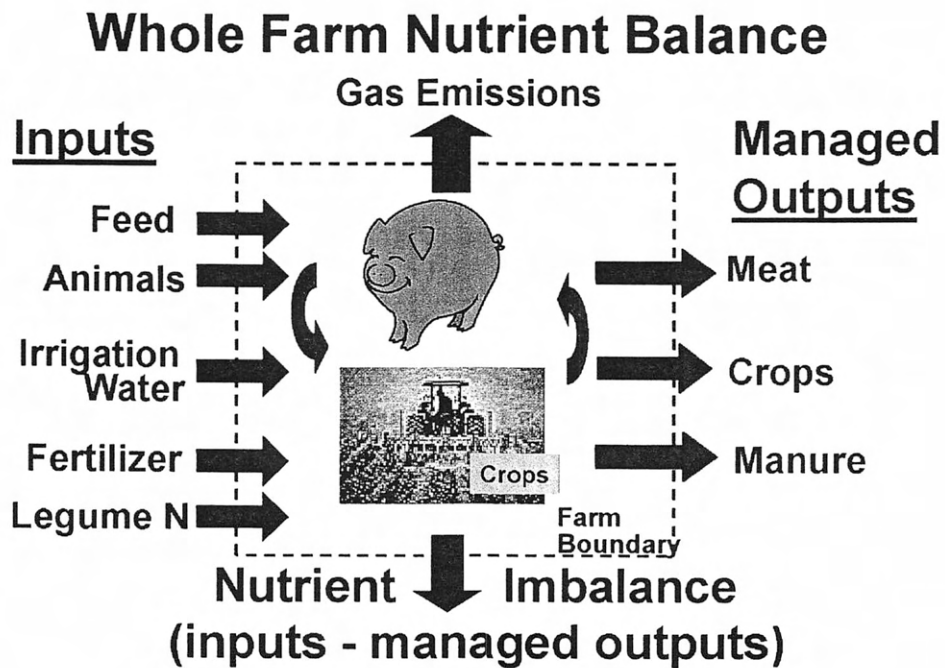 Whole Farm Nutrient Balance
Gas Emissions
Inputs
Feed
Animals
Irrigation
Water
Fertilizer
Legume N
Managed
Outputs
Meat
Crops
Manure
Crops
Farm
Boundary
Nutrient Imbalance
(inputs - managed outputs)